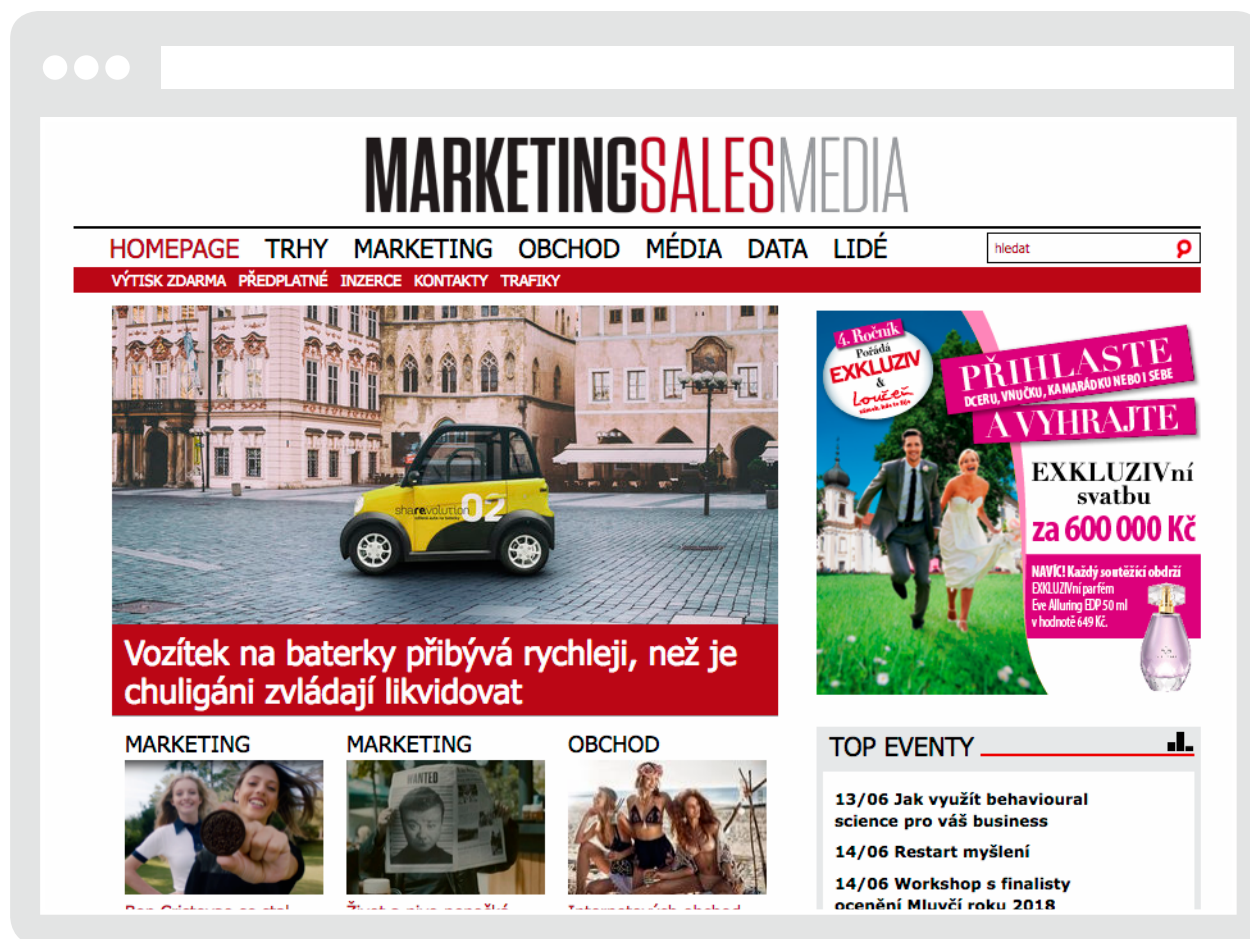 MARKETINGSALESMEDIA
HOMEPAGE TRHY MARKETING OBCHOD MÉDIA DATA LIDÉ
hledat
VÝTISK ZDARMA PŘEDPLATNÉ INZERCE KONTAKTY TRAFIKY
sharevolution
02
Vozítek na baterky přibývá rychleji, než je
chuligáni zvládají likvidovat
4. Ročník
Pořádá
EXKLUZIV
&
Loučeň
PŘIHLASTE
DCERU, VNUČKU, KAMARÁDKU NEBO I SEBE
A VYHRAJTE
EXKLUZIVní
svatbu
za 600 000 Kč
NAVÍC! Každý soutěžící obdrží
EXKLUZIVní parfém
Eve Alluring EDP 50 ml
v hodnotě 649 Kč.
MARKETING
MARKETING
OBCHOD
WANTED
TOP EVENTY
13/06 Jak využít behavioural
science pro váš business
14/06 Restart myšlení
14/06 Workshop s finalisty
ocenění Mluvčí roku 2018